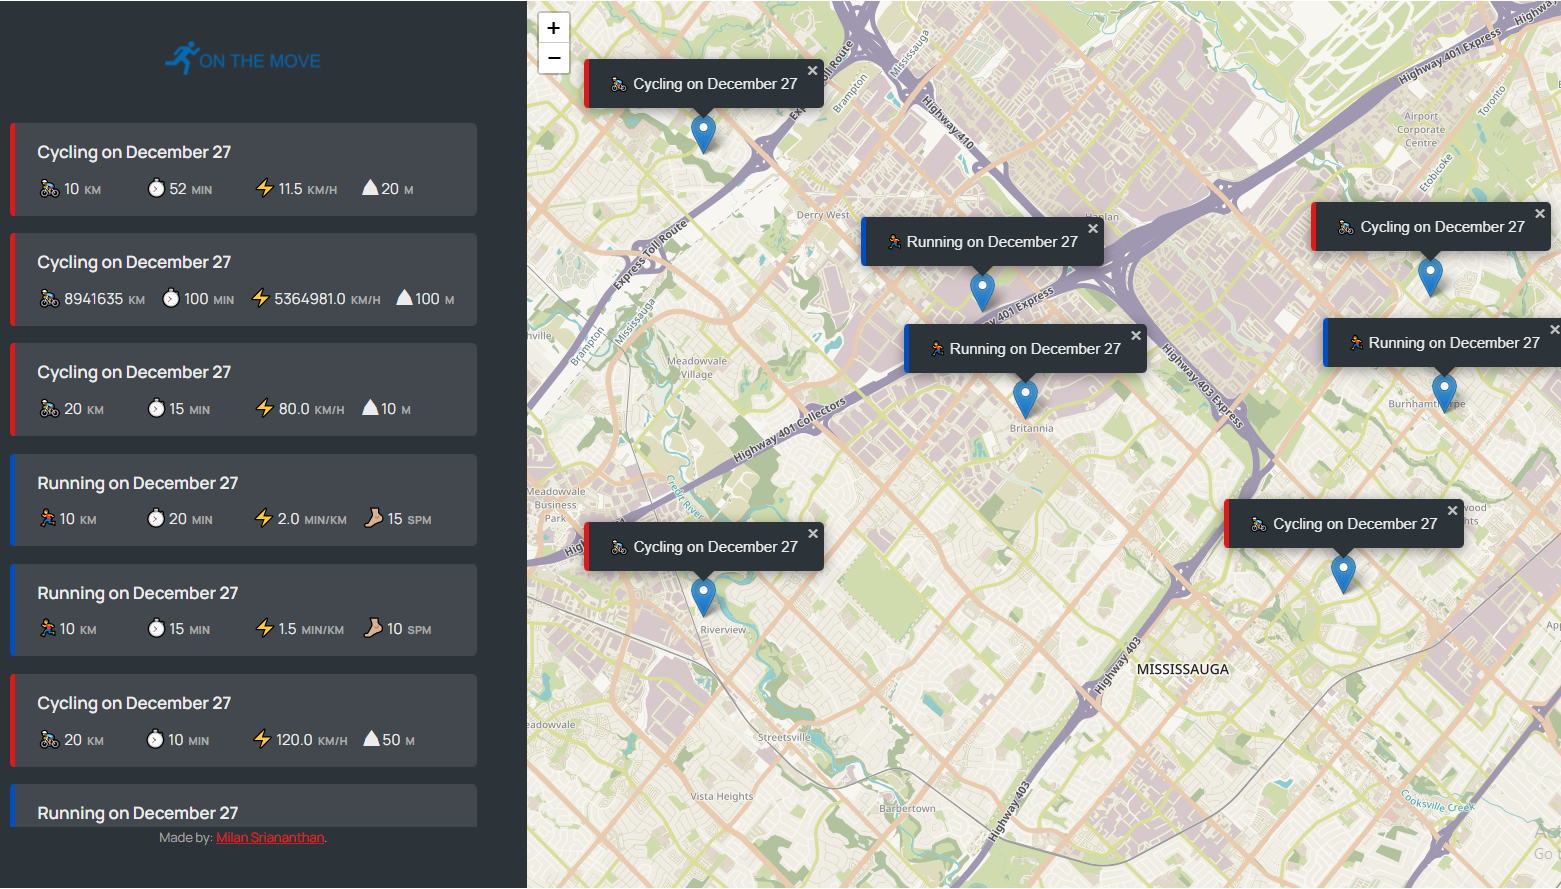 ON THE MOVE
Cycling on December 27
10 KM 52 MIN 11.5 KM/H 20 M
Cycling on December 27
8941635 KM 100 MIN 5364981.0 KM/H 100 M
Cycling on December 27
20 KM 15 MIN 80.0 KM/H 10 M
Running on December 27
10 KM 20 MIN 2.0 MIN/KM 15 SPM
Running on December 27
10 KM 15 MIN 1.5 MIN/KM 10 SPM
Cycling on December 27
20 KM 10 MIN 120.0 KM/H 50 M
Running on December 27
Made by: Milan Sriananthan.
+
−
Cycling on December 27 ×
Running on December 27 ×
Cycling on December 27 ×
Running on December 27 ×
Running on December 27 ×
Cycling on December 27 ×
Cycling on December 27 ×
Mississauga
Brampton
Highway 410
Highway 401 Express
Toronto
Etobicoke
Airport
Corporate
Centre
Derry West
Express Toll Route
Mississauga
Brampton
Highway 401 Express
Meadowvale
Village
Highway 403 Express
Highway 401 Collectors
Britannia
Meadowvale
Business
Park
Credit River
Riverview
MISSISSAUGA
Highway 403
Streetsville
Vista Heights
Barbertown
Highway 403
Cooksville Creek
Go